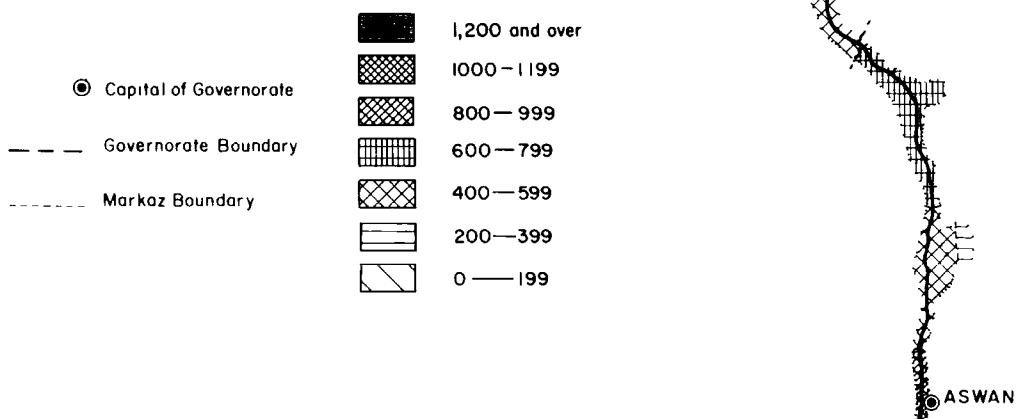 Capital of Governorate
Governorate Boundary
Markaz Boundary
1,200 and over
1000—1199
800—999
600—799
400—599
200—399
0—199
ASWAN